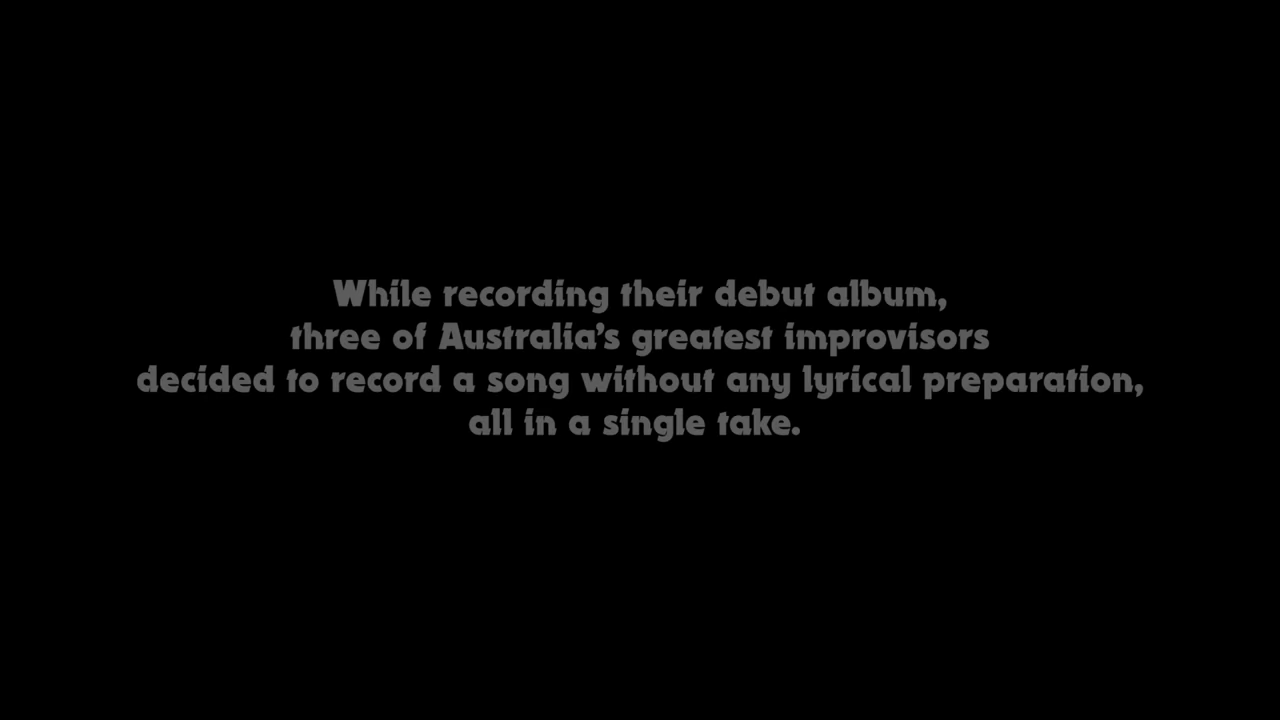 While recording their debut album,
three of Australia's greatest improvisors
decided to record a song without any lyrical preparation,
all in a single take.